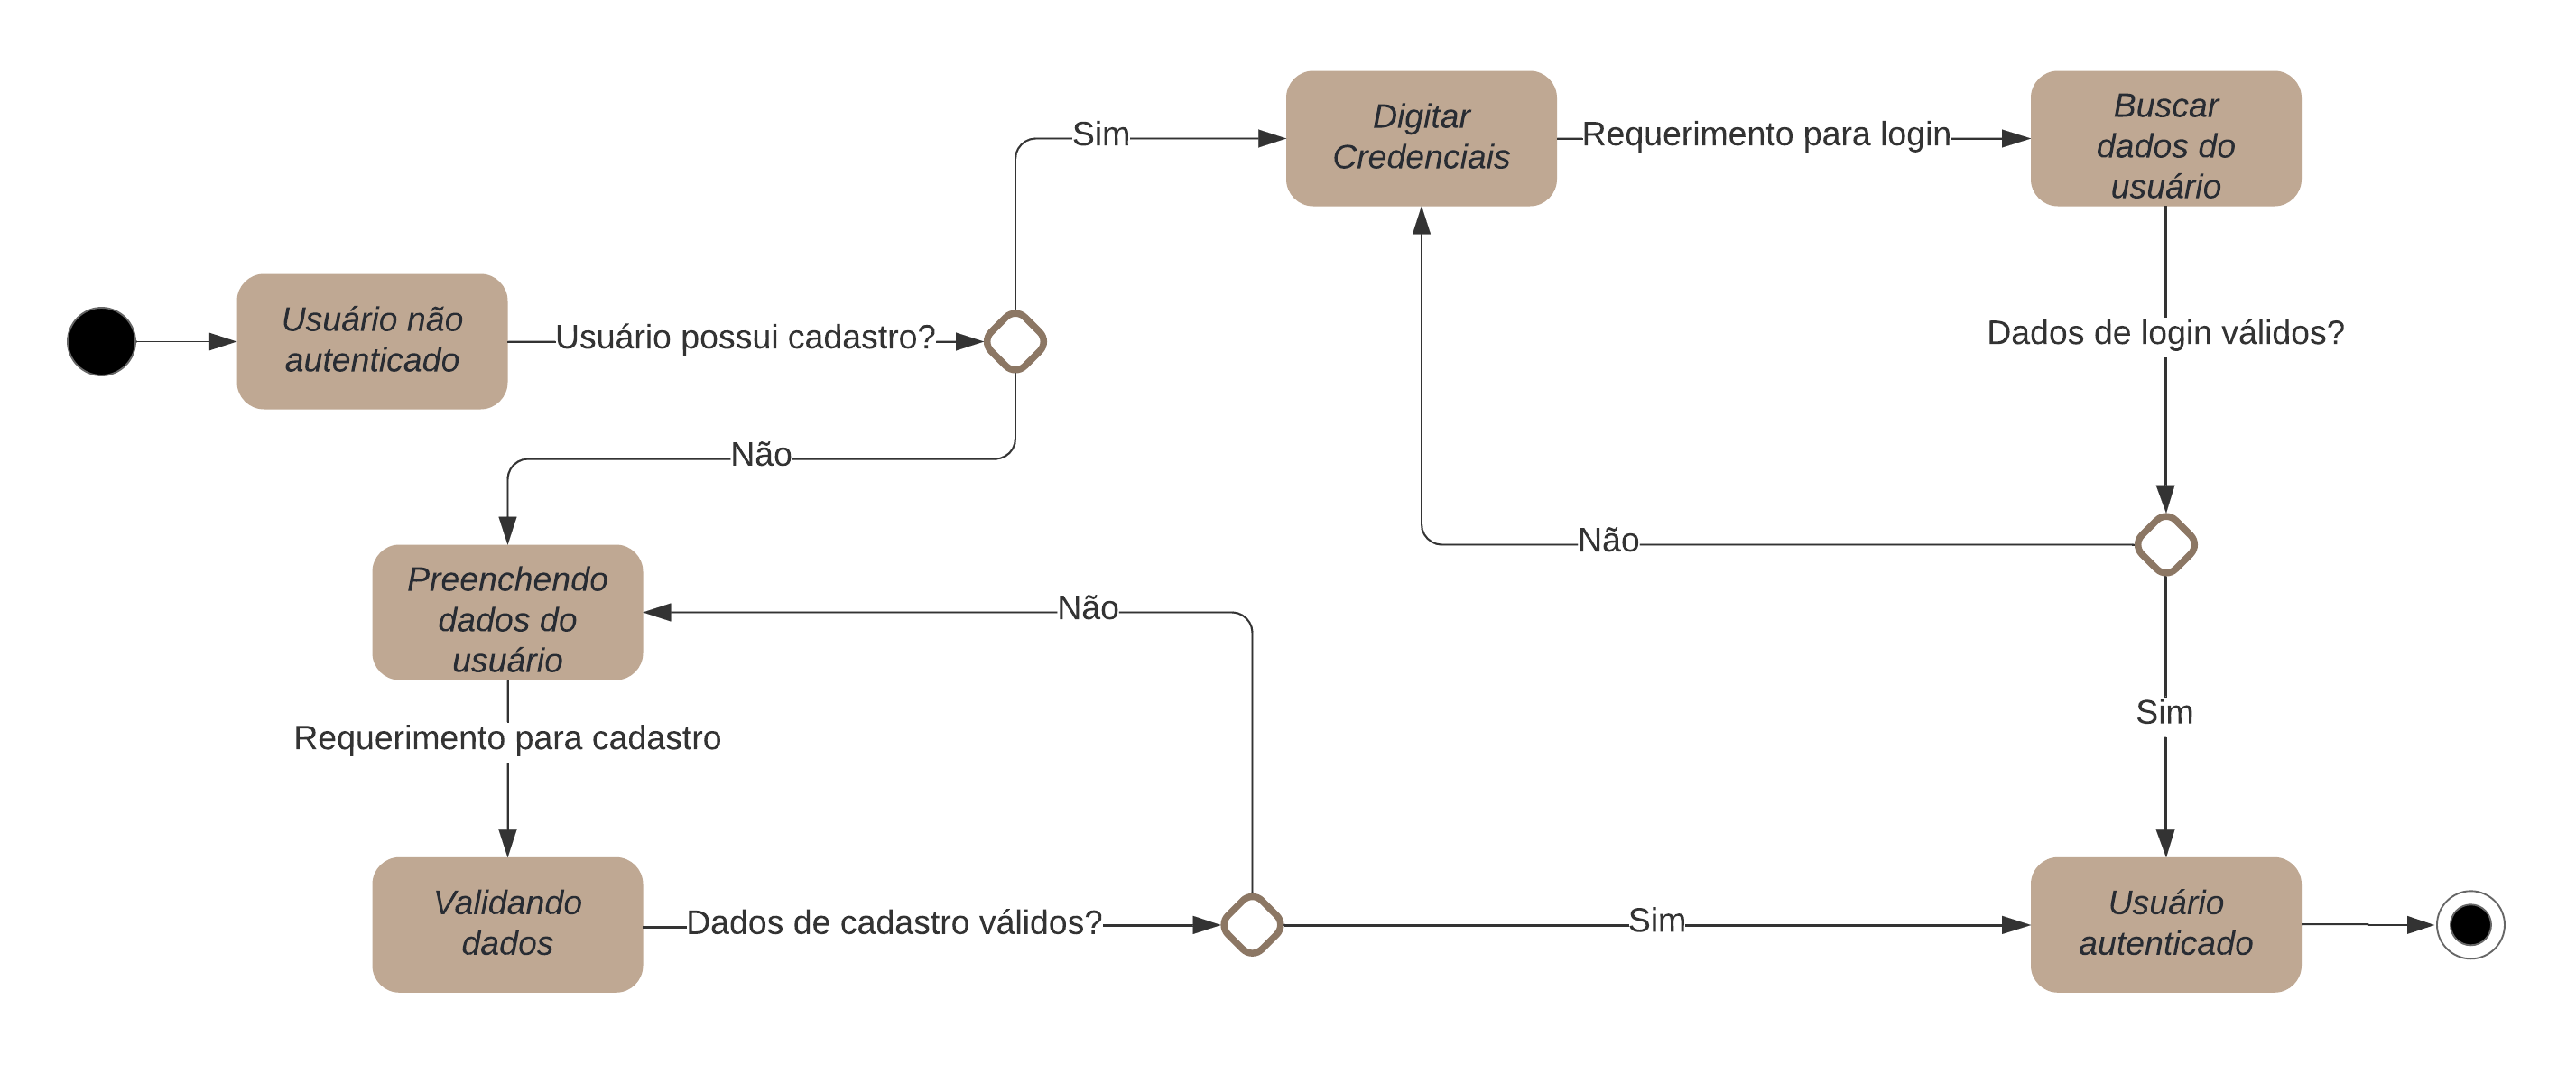 Usuário não
autenticado
Usuário possui cadastro?
Sim
Digitar
Credenciais
Requerimento para login
Buscar
dados do
usuário
Dados de login válidos?
Não
Sim
Não
Preenchendo
dados do
usuário
Requerimento para cadastro
Validando
dados
Dados de cadastro válidos?
Não
Sim
Usuário
autenticado